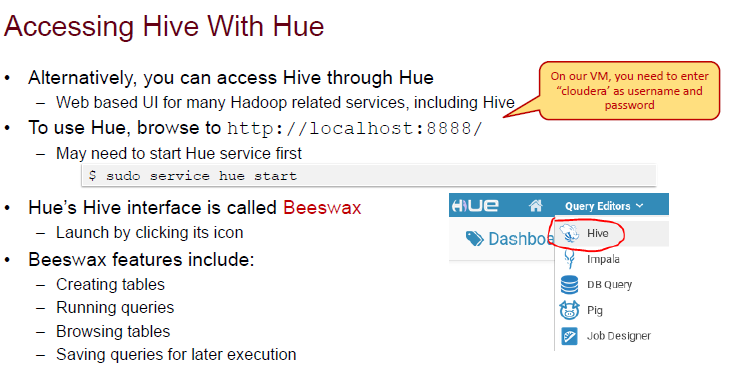 Accessing Hive With Hue
• Alternatively, you can access Hive through Hue
– Web based UI for many Hadoop related services, including Hive
On our VM, you need to enter
"cloudera' as username and
password
• To use Hue, browse to http://localhost:8888/
– May need to start Hue service first
$ sudo service hue start
• Hue's Hive interface is called Beeswax
– Launch by clicking its icon
• Beeswax features include:
– Creating tables
– Running queries
– Browsing tables
– Saving queries for later execution
HUE Query Editors
Dashboa
Hive
Impala
DB Query
Pig
Job Designer